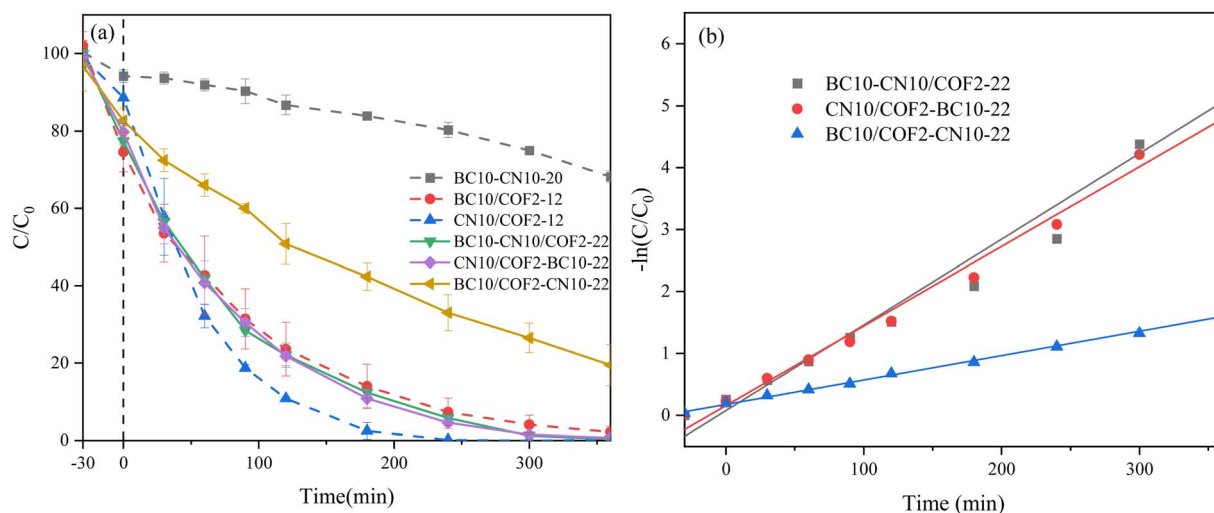 (a)
C/C0
100
80
60
40
20
0
-30 0 100 200 300
Time(min)
BC10-CN10-20
BC10/COF2-12
CN10/COF2-12
BC10-CN10/COF2-22
CN10/COF2-BC10-22
BC10/COF2-CN10-22
(b)
-ln(C/C0)
6
5
4
3
2
1
0
0 100 200 300
Time (min)
BC10-CN10/COF2-22
CN10/COF2-BC10-22
BC10/COF2-CN10-22